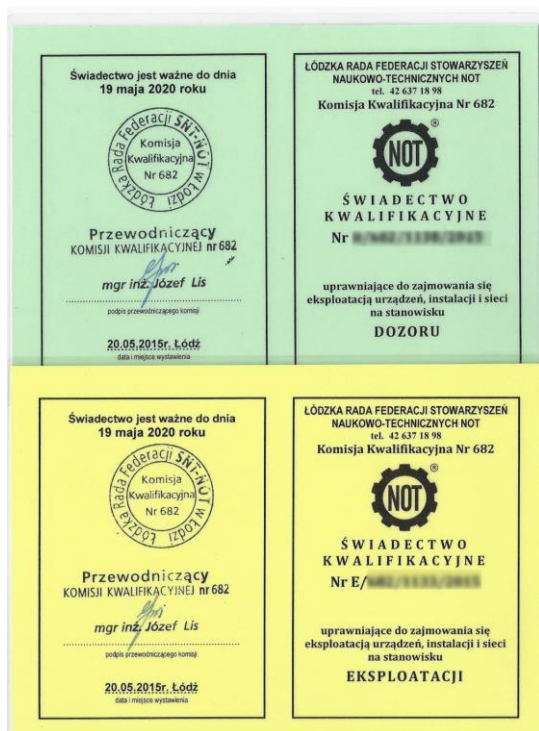 Świadectwo jest ważne do dnia
19 maja 2020 roku
Łódzka Rada Federacji SNT-NOT w Łodzi
Komisja
Kwalifikacyjna
Nr 682
Przewodniczący
KOMISJI KWALIFIKACYJNEJ nr 682
mgr inż. Józef Lis
podpis przewodniczącego komisji
20.05.2015r. Łódź
data i miejsce wystawienia
ŁÓDZKA RADA FEDERACJI STOWARZYSZEŃ
NAUKOWO-TECHNICZNYCH NOT
tel. 42 637 18 98
Komisja Kwalifikacyjna Nr 682
NOT®
ŚWIADECTWO
KWALIFIKACYJNE
Nr
uprawniające do zajmowania się
eksploatacją urządzeń, instalacji i sieci
na stanowisku
DOZORU
Świadectwo jest ważne do dnia
19 maja 2020 roku
Łódzka Rada Federacji SNT-NOT w Łodzi
Komisja
Kwalifikacyjna
Nr 682
Przewodniczący
KOMISJI KWALIFIKACYJNEJ nr 682
mgr inż. Józef Lis
podpis przewodniczącego komisji
20.05.2015r. Łódź
data i miejsce wystawienia
ŁÓDZKA RADA FEDERACJI STOWARZYSZEŃ
NAUKOWO-TECHNICZNYCH NOT
tel. 42 637 18 98
Komisja Kwalifikacyjna Nr 682
NOT®
ŚWIADECTWO
KWALIFIKACYJNE
Nr E/
uprawniające do zajmowania się
eksploatacją urządzeń, instalacji i sieci
na stanowisku
EKSPLOATACJI